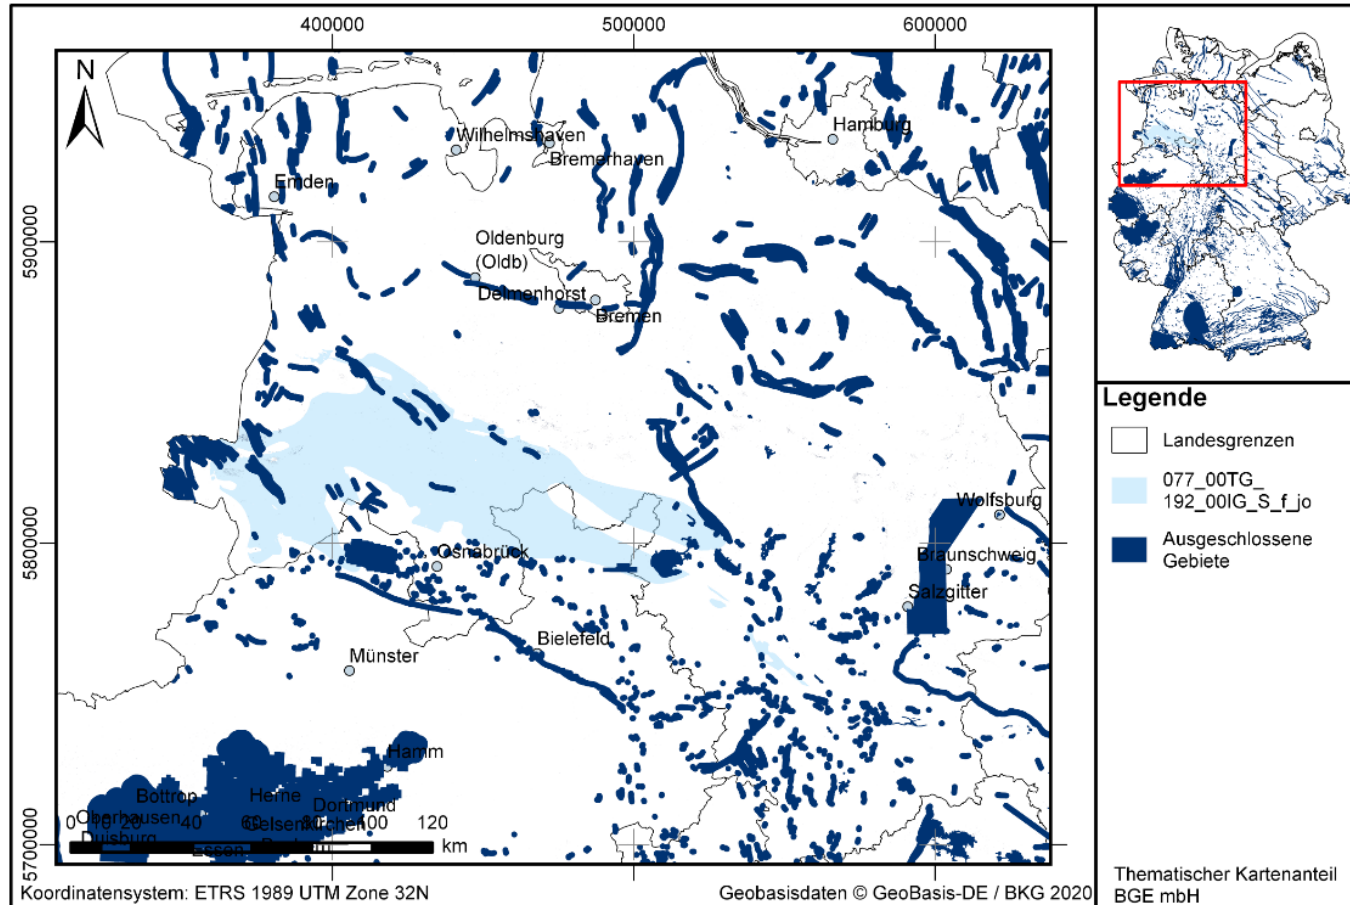 400000
500000
600000
N
Hamburg
Wilhelmshaven
Bremerhaven
Emden
5900000
Oldenburg
(Oldb)
Delmenhorst
Bremen
Wolfsburg
5800000
Osnabrück
Braunschweig
Salzgitter
Bielefeld
Münster
Hamm
Bottrop
Herne
Dortmund
Oberhausen
0 10 20 40 60 80 100 120
Gelsenkirchen
Duisburg
km
Essen
5700000
Koordinatensystem: ETRS 1989 UTM Zone 32N
Geobasisdaten © GeoBasis-DE / BKG 2020
Legende
Landesgrenzen
077_00TG_
192_00IG_S_f_jo
Ausgeschlossene
Gebiete
Thematischer Kartenanteil
BGE mbH